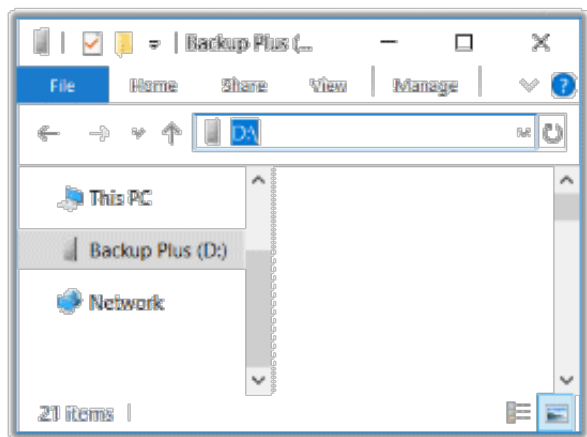 Backup Plus (...
File Home Share View Manage
D:\
This PC
Backup Plus (D:)
Network
21 items